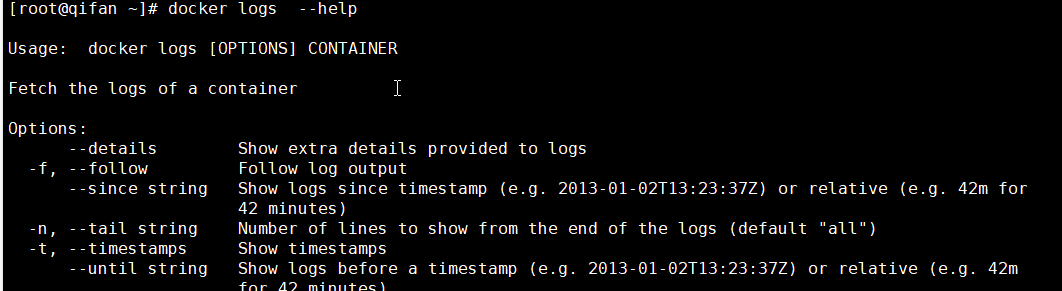 [root@qifan ~]# docker logs  --help
Usage:  docker logs [OPTIONS] CONTAINER
Fetch the logs of a container
Options:
      --details        Show extra details provided to logs
  -f, --follow         Follow log output
      --since string   Show logs since timestamp (e.g. 2013-01-02T13:23:37Z) or relative (e.g. 42m for
                       42 minutes)
  -n, --tail string    Number of lines to show from the end of the logs (default "all")
  -t, --timestamps     Show timestamps
      --until string   Show logs before a timestamp (e.g. 2013-01-02T13:23:37Z) or relative (e.g. 42m
                       for 42 minutes)